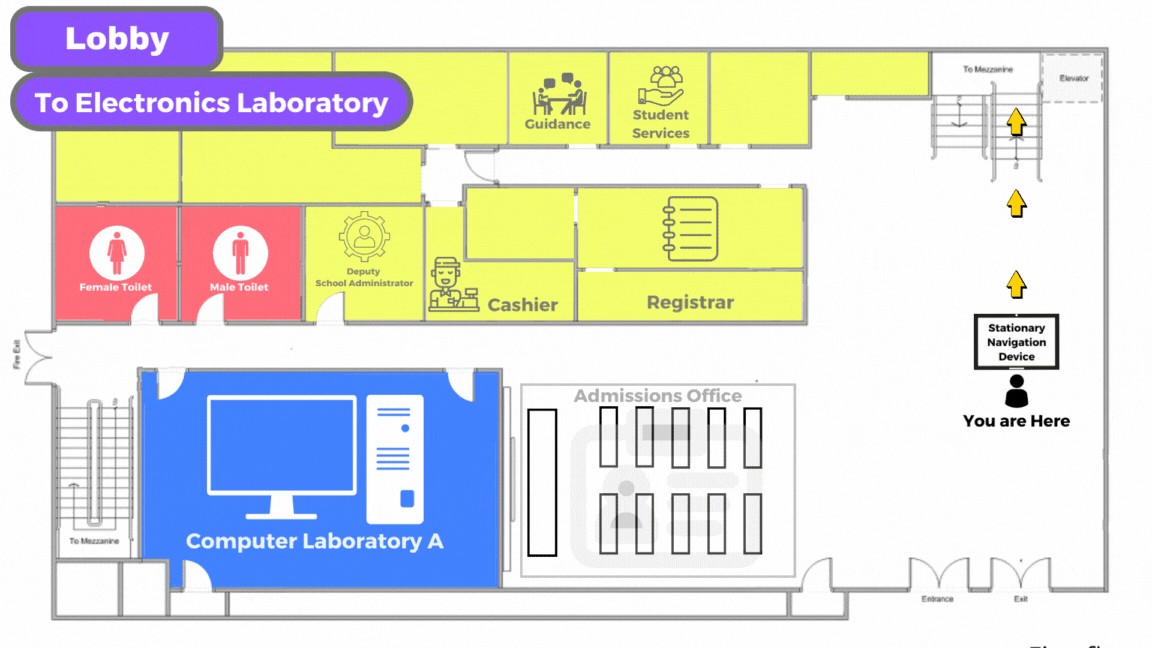 Lobby
To Electronics Laboratory
Guidance
Student
Services
To Mezzanine
Elevator
Female Toilet
Male Toilet
Deputy
School Administrator
Cashier
Registrar
Stationary
Navigation
Device
You are Here
Fire Exit
Admissions Office
Computer Laboratory A
To Mezzanine
Entrance
Exit